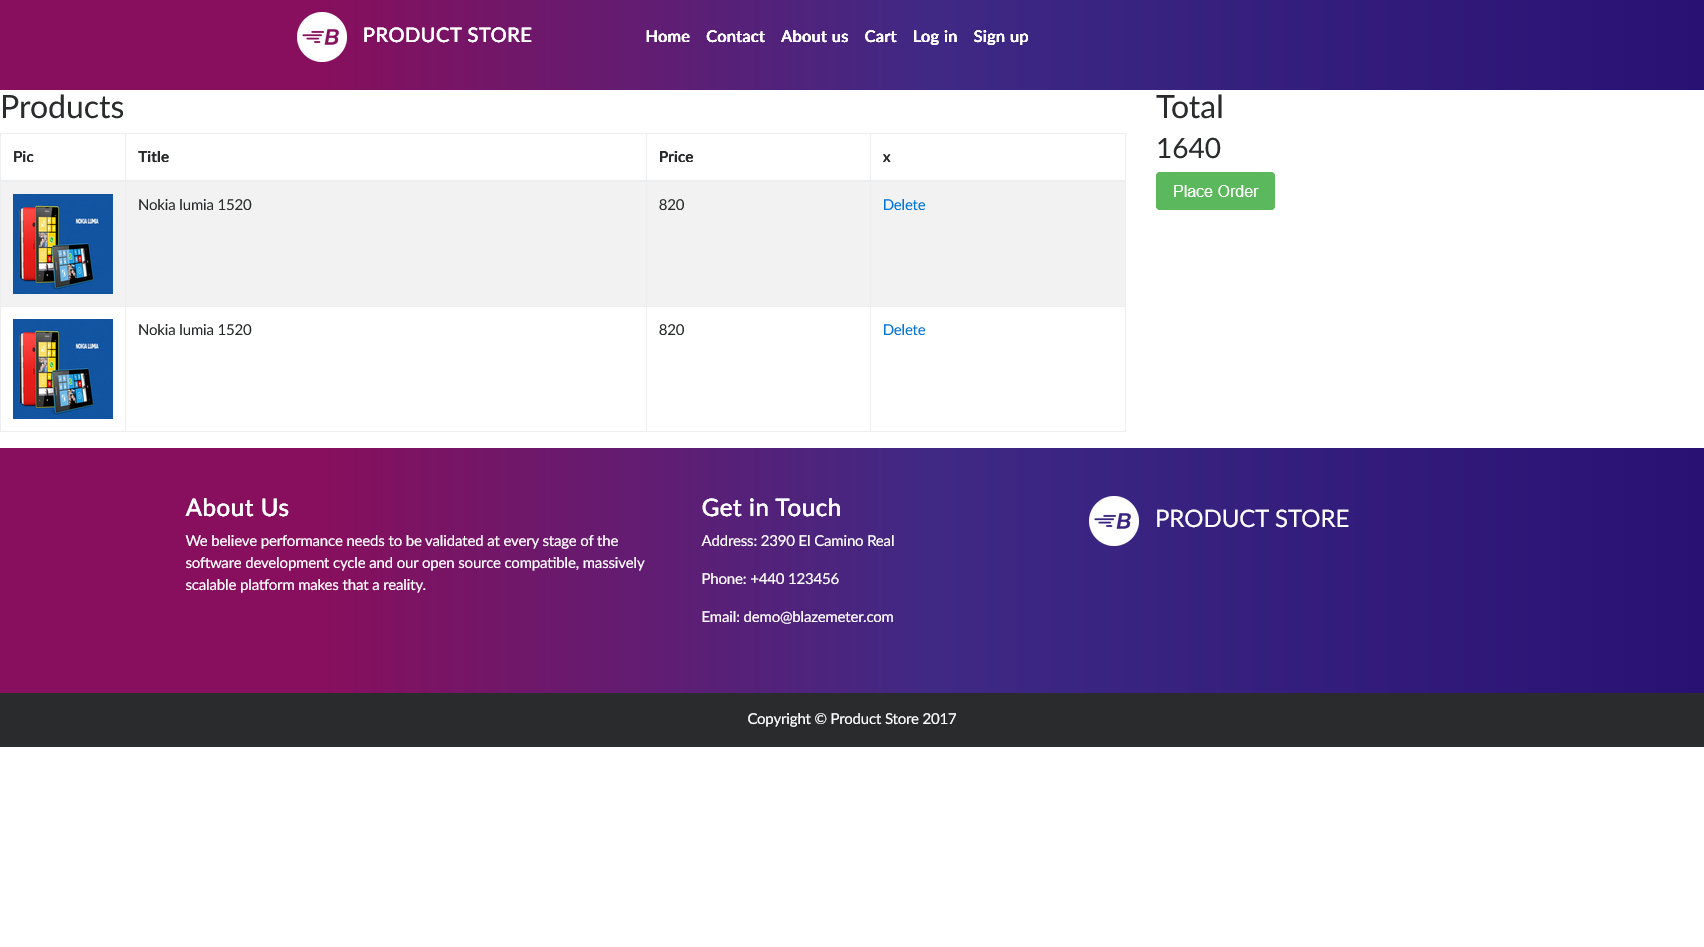 B PRODUCT STORE Home Contact About us Cart Log in Sign up
Products
Total
1640
Place Order
Pic Title Price x
NOKIA LUMIA Nokia lumia 1520 820 Delete
NOKIA LUMIA Nokia lumia 1520 820 Delete
About Us
We believe performance needs to be validated at every stage of the
software development cycle and our open source compatible, massively
scalable platform makes that a reality.
Get in Touch
Address: 2390 El Camino Real
Phone: +440 123456
Email: demo@blazemeter.com
B PRODUCT STORE
Copyright © Product Store 2017